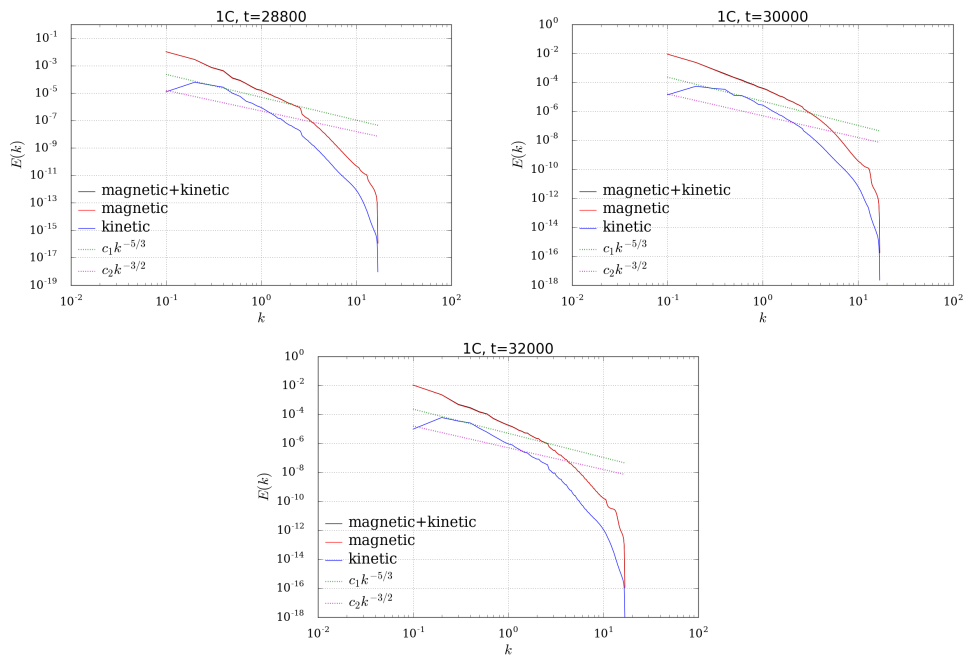 1C, t=28800
10^-1
10^-3
10^-5
10^-7
10^-9
10^-11
10^-13
10^-15
10^-17
10^-19
E(k)
magnetic+kinetic
magnetic
kinetic
c_1k^{-5/3}
c_2k^{-3/2}
10^-2 10^-1 10^0 10^1 10^2
k
1C, t=30000
10^0
10^-2
10^-4
10^-6
10^-8
10^-10
10^-12
10^-14
10^-16
10^-18
E(k)
magnetic+kinetic
magnetic
kinetic
c_1k^{-5/3}
c_2k^{-3/2}
10^-2 10^-1 10^0 10^1 10^2
k
1C, t=32000
10^0
10^-2
10^-4
10^-6
10^-8
10^-10
10^-12
10^-14
10^-16
10^-18
E(k)
magnetic+kinetic
magnetic
kinetic
c_1k^{-5/3}
c_2k^{-3/2}
10^-2 10^-1 10^0 10^1 10^2
k